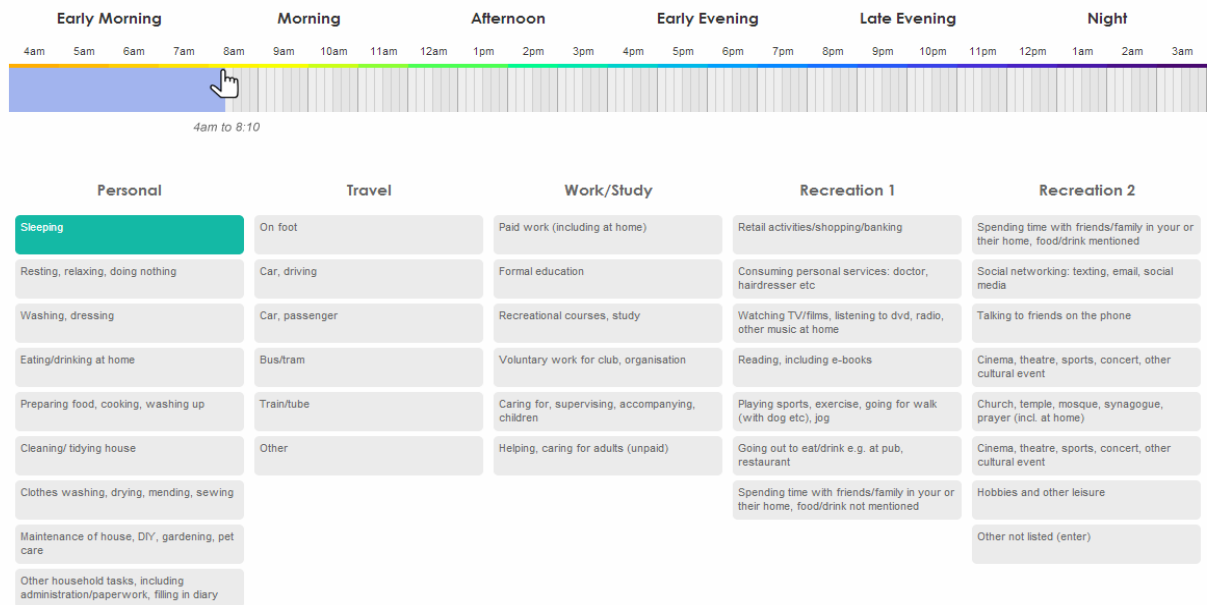 Early Morning Morning Afternoon Early Evening Late Evening Night
4am 5am 6am 7am 8am 9am 10am 11am 12am 1pm 2pm 3pm 4pm 5pm 6pm 7pm 8pm 9pm 10pm 11pm 12pm 1am 2am 3am
4am to 8:10
Personal
Sleeping
Resting, relaxing, doing nothing
Washing, dressing
Eating/drinking at home
Preparing food, cooking, washing up
Cleaning/ tidying house
Clothes washing, drying, mending, sewing
Maintenance of house, DIY, gardening, pet
care
Other household tasks, including
administration/paperwork, filling in diary
Travel
On foot
Car, driving
Car, passenger
Bus/tram
Train/tube
Other
Work/Study
Paid work (including at home)
Formal education
Recreational courses, study
Voluntary work for club, organisation
Caring for, supervising, accompanying,
children
Helping, caring for adults (unpaid)
Recreation 1
Retail activities/shopping/banking
Consuming personal services: doctor,
hairdresser etc
Watching TV/films, listening to dvd, radio,
other music at home
Reading, including e-books
Playing sports, exercise, going for walk
(with dog etc), jog
Going out to eat/drink e.g. at pub,
restaurant
Spending time with friends/family in your or
their home, food/drink not mentioned
Recreation 2
Spending time with friends/family in your or
their home, food/drink mentioned
Social networking: texting, email, social
media
Talking to friends on the phone
Cinema, theatre, sports, concert, other
cultural event
Church, temple, mosque, synagogue,
prayer (incl. at home)
Cinema, theatre, sports, concert, other
cultural event
Hobbies and other leisure
Other not listed (enter)